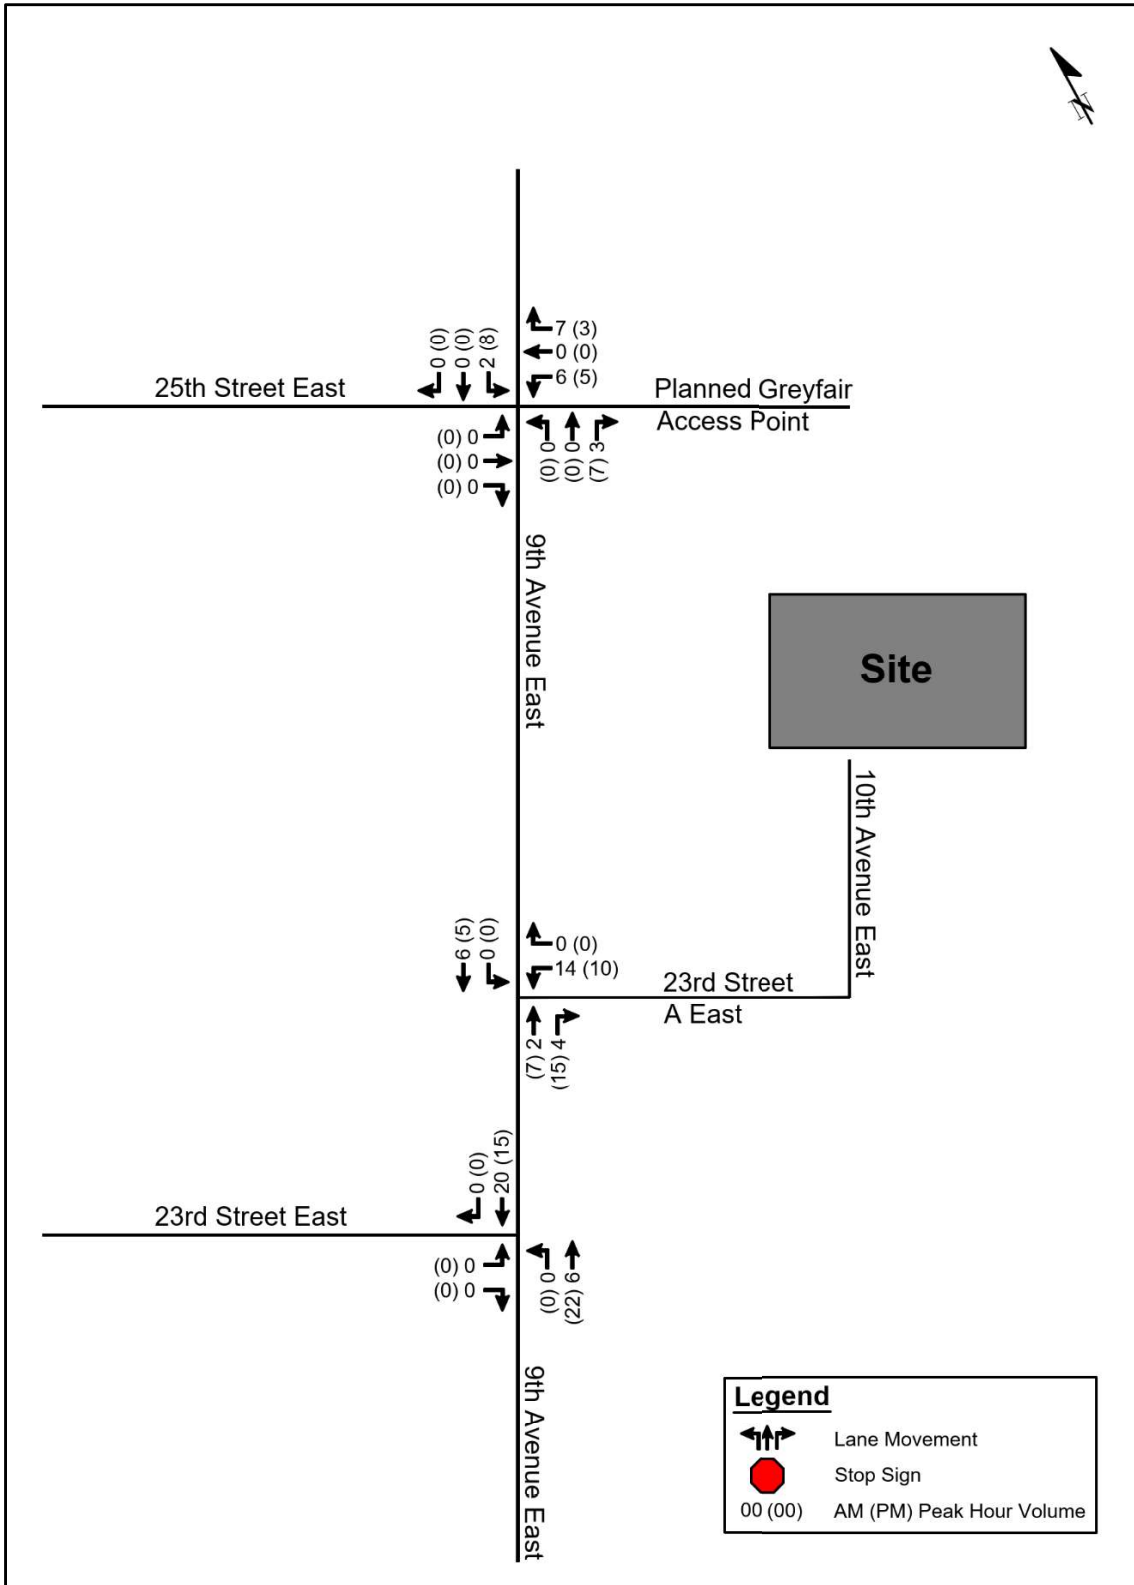 N
0 (0)
0 (0)
2 (8)
7 (3)
0 (0)
6 (5)
25th Street East
Planned Greyfair
Access Point
(0) 0
(0) 0
(0) 0
(0) 0
(0) 0
(7) 3
9th Avenue East
Site
10th Avenue East
6 (5)
0 (0)
0 (0)
14 (10)
23rd Street
A East
(7) 2
(15) 4
0 (0)
20 (15)
23rd Street East
(0) 0
(0) 0
(0) 0
(22) 6
9th Avenue East
Legend
Lane Movement
Stop Sign
00 (00) AM (PM) Peak Hour Volume